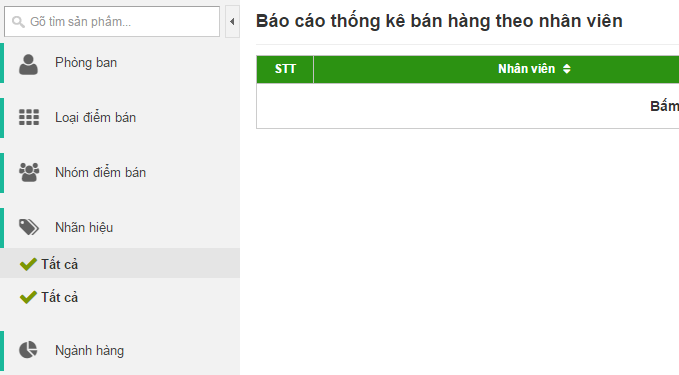 Gõ tìm sản phẩm...
Phòng ban
Loại điểm bán
Nhóm điểm bán
Nhãn hiệu
Tất cả
Tất cả
Ngành hàng
Báo cáo thống kê bán hàng theo nhân viên
STT Nhân viên
Bấm